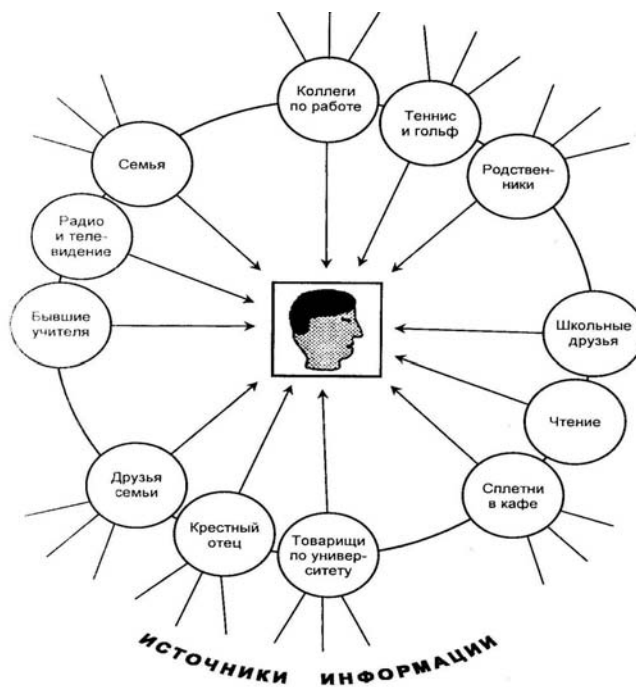 Коллеги
по работе
Теннис
и гольф
Родствен-
ники
Школьные
друзья
Чтение
Сплетни
в кафе
Товарищи
по универ-
ситету
Крестный
отец
Друзья
семьи
Бывшие
учителя
Радио
и теле-
видение
Семья
ИСТОЧНИКИ ИНФОРМАЦИИ